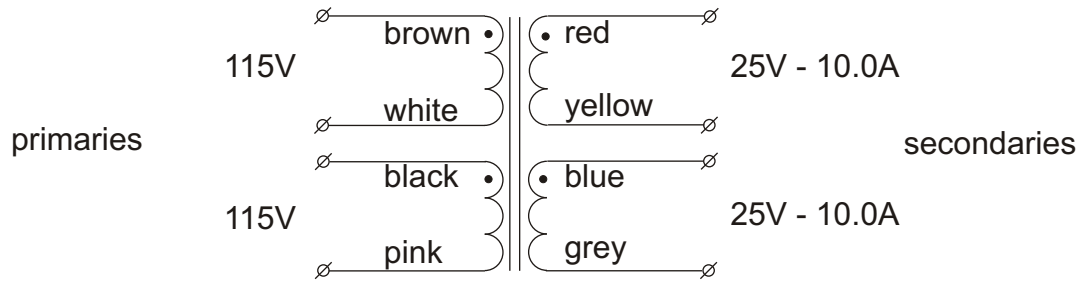 brown
red
115V
25V - 10.0A
white
yellow
primaries
secondaries
black
blue
115V
25V - 10.0A
pink
grey